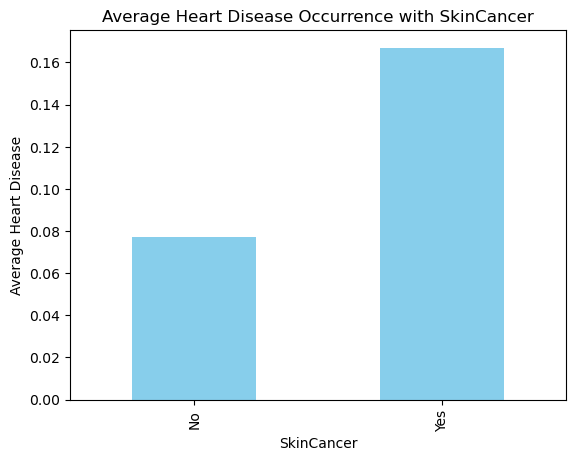 Average Heart Disease Occurrence with SkinCancer
Average Heart Disease
0.16
0.14
0.12
0.10
0.08
0.06
0.04
0.02
0.00
No
Yes
SkinCancer